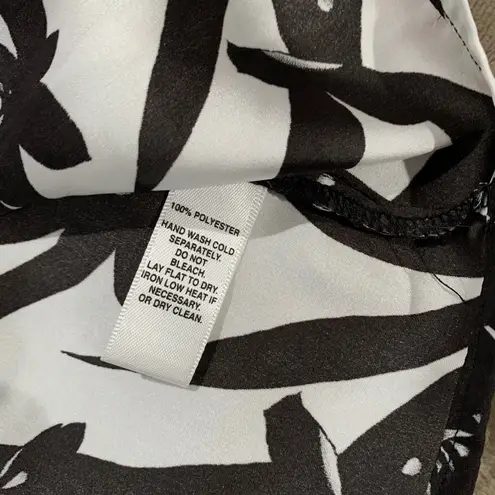 100% POLYESTER
HAND WASH COLD
SEPARATELY.
DO NOT
BLEACH.
LAY FLAT TO DRY.
IRON LOW HEAT IF
NECESSARY.
OR DRY CLEAN.